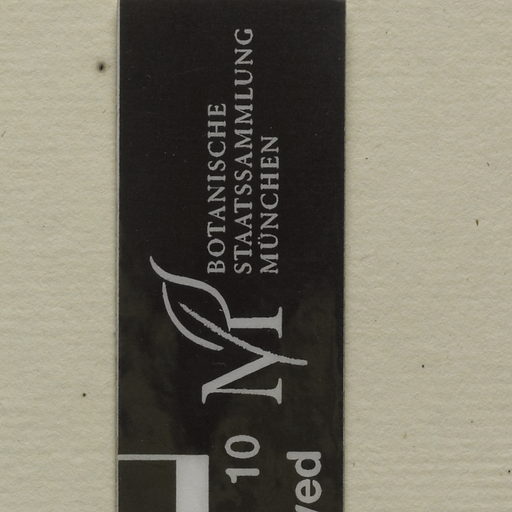 BOTANISCHE
STAATSSAMMLUNG
MÜNCHEN
M
10